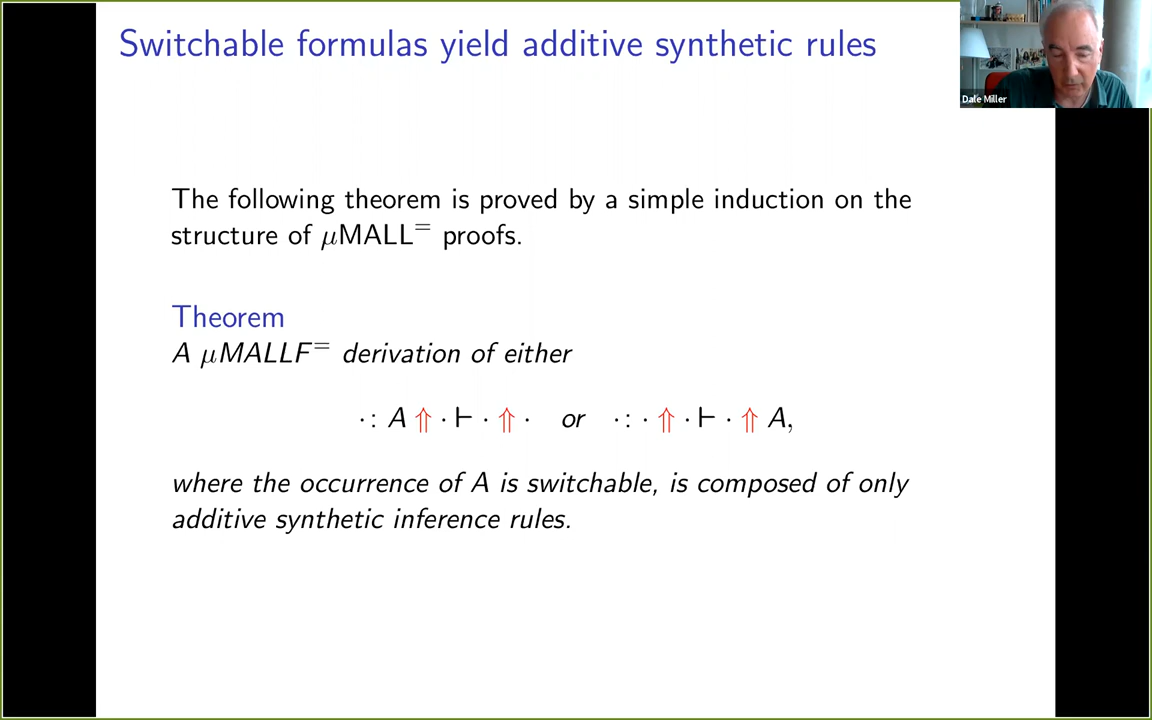 Switchable formulas yield additive synthetic rules
Dale Miller
The following theorem is proved by a simple induction on the
structure of μMALL⁼ proofs.
Theorem
A μMALLF⁼ derivation of either
· : A ⇑ · ⊢ · ⇑ · or · : · ⇑ · ⊢ · ⇑ A,
where the occurrence of A is switchable, is composed of only
additive synthetic inference rules.